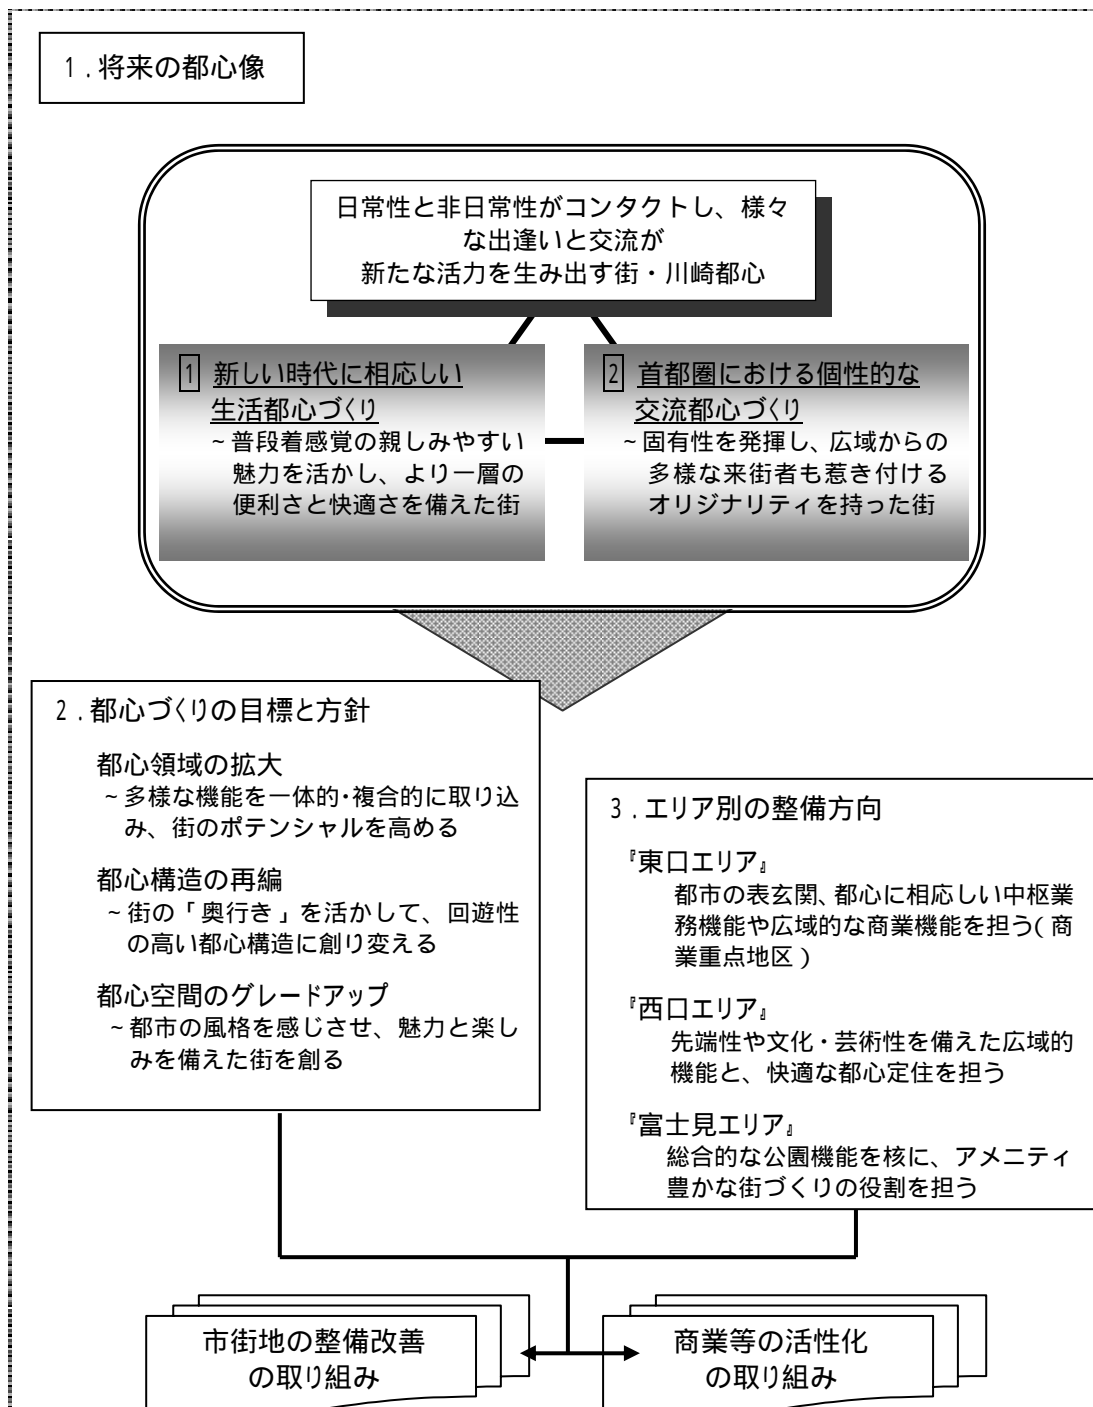 1.将来の都心像
日常性と非日常性がコンタクトし、様々
な出逢いと交流が
新たな活力を生み出す街・川崎都心
1 新しい時代に相応しい
生活都心づくり
~普段着感覚の親しみやすい
魅力を活かし、より一層の
便利さと快適さを備えた街
2 首都圏における個性的な
交流都心づくり
~固有性を発揮し、広域からの
多様な来街者も惹き付ける
オリジナリティを持った街
2.都心づくりの目標と方針
都心領域の拡大
~多様な機能を一体的・複合的に取り込
み、街のポテンシャルを高める
都心構造の再編
~街の「奥行き」を活かして、回遊性
の高い都心構造に創り変える
都心空間のグレードアップ
~都市の風格を感じさせ、魅力と楽し
みを備えた街を創る
3.エリア別の整備方向
『東口エリア』
都市の表玄関、都心に相応しい中枢業
務機能や広域的な商業機能を担う(商
業重点地区)
『西口エリア』
先端性や文化・芸術性を備えた広域的
機能と、快適な都心定住を担う
『富士見エリア』
総合的な公園機能を核に、アメニティ
豊かな街づくりの役割を担う
市街地の整備改善
の取り組み
商業等の活性化
の取り組み